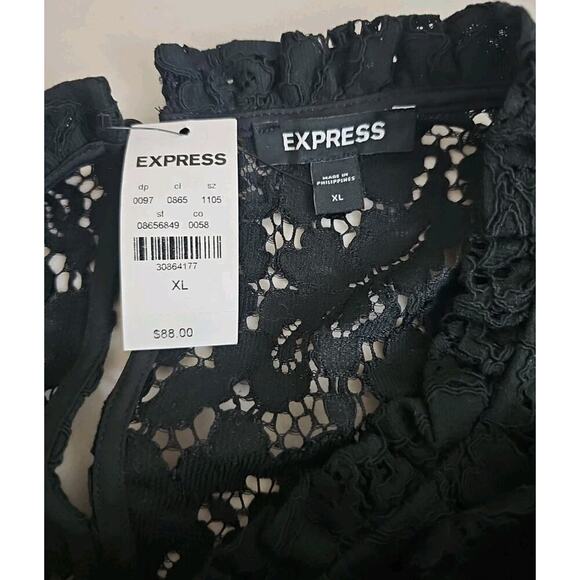 EXPRESS
dp cl sz
0097 0865 1105
st co
08656849 0058
30864177
XL
$88.00
EXPRESS
MADE IN
PHILIPPINES
XL